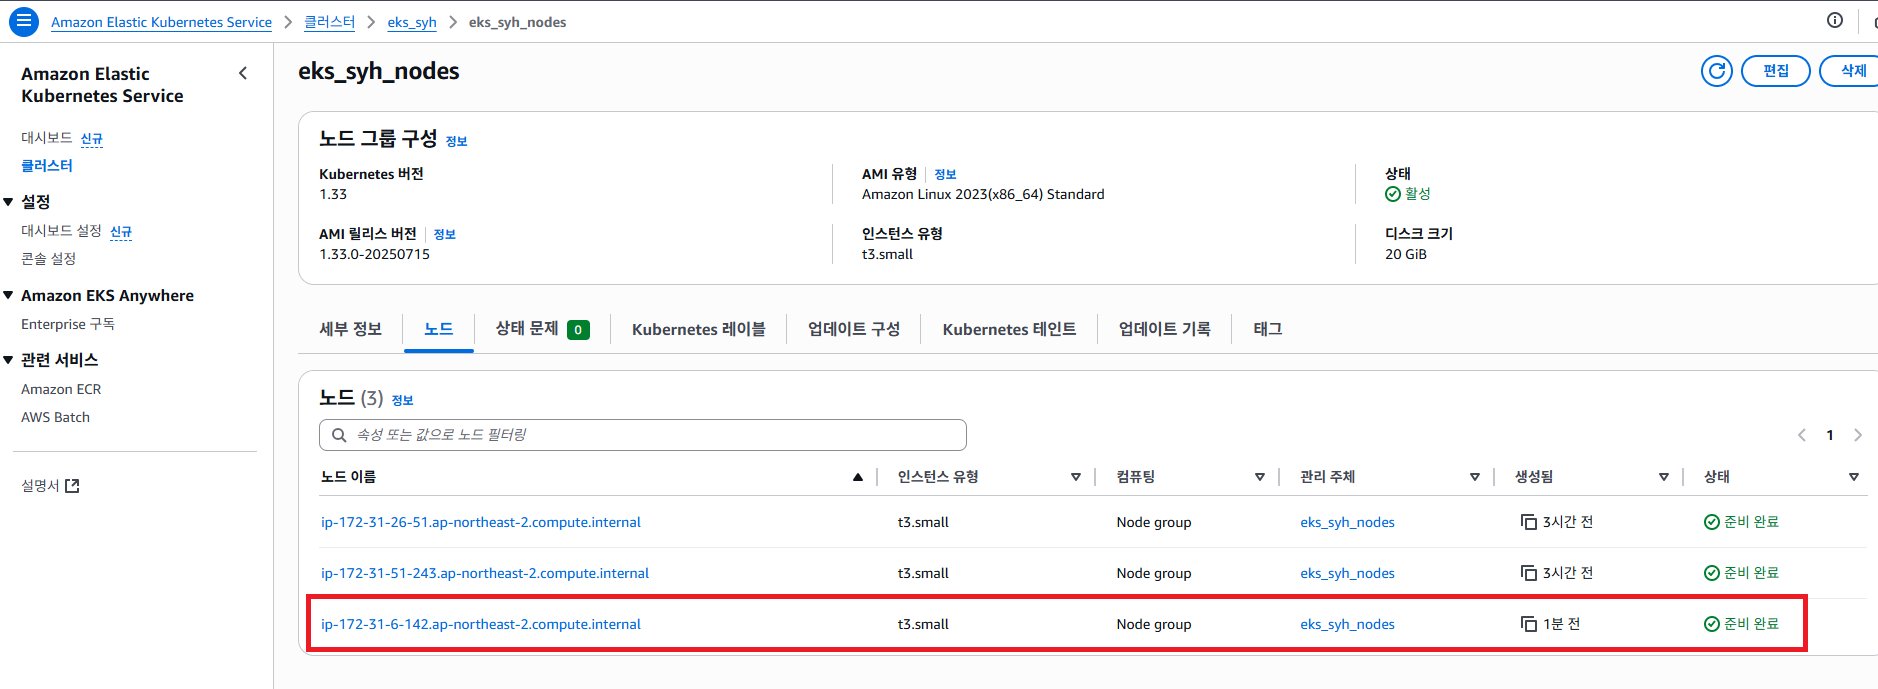 Amazon Elastic Kubernetes Service > 클러스터 > eks_syh > eks_syh_nodes
Amazon Elastic
Kubernetes Service
대시보드 신규
클러스터
설정
대시보드 설정 신규
콘솔 설정
Amazon EKS Anywhere
Enterprise 구독
관련 서비스
Amazon ECR
AWS Batch
설명서
eks_syh_nodes
편집
삭제
노드 그룹 구성 정보
Kubernetes 버전
1.33
AMI 유형 정보
Amazon Linux 2023(x86_64) Standard
상태
활성
AMI 릴리스 버전 정보
1.33.0-20250715
인스턴스 유형
t3.small
디스크 크기
20 GiB
세부 정보 노드 상태 문제 0 Kubernetes 레이블 업데이트 구성 Kubernetes 테인트 업데이트 기록 태그
노드 (3) 정보
속성 또는 값으로 노드 필터링
1
노드 이름 인스턴스 유형 컴퓨팅 관리 주체 생성됨 상태
ip-172-31-26-51.ap-northeast-2.compute.internal t3.small Node group eks_syh_nodes 3시간 전 준비 완료
ip-172-31-51-243.ap-northeast-2.compute.internal t3.small Node group eks_syh_nodes 3시간 전 준비 완료
ip-172-31-6-142.ap-northeast-2.compute.internal t3.small Node group eks_syh_nodes 1분 전 준비 완료